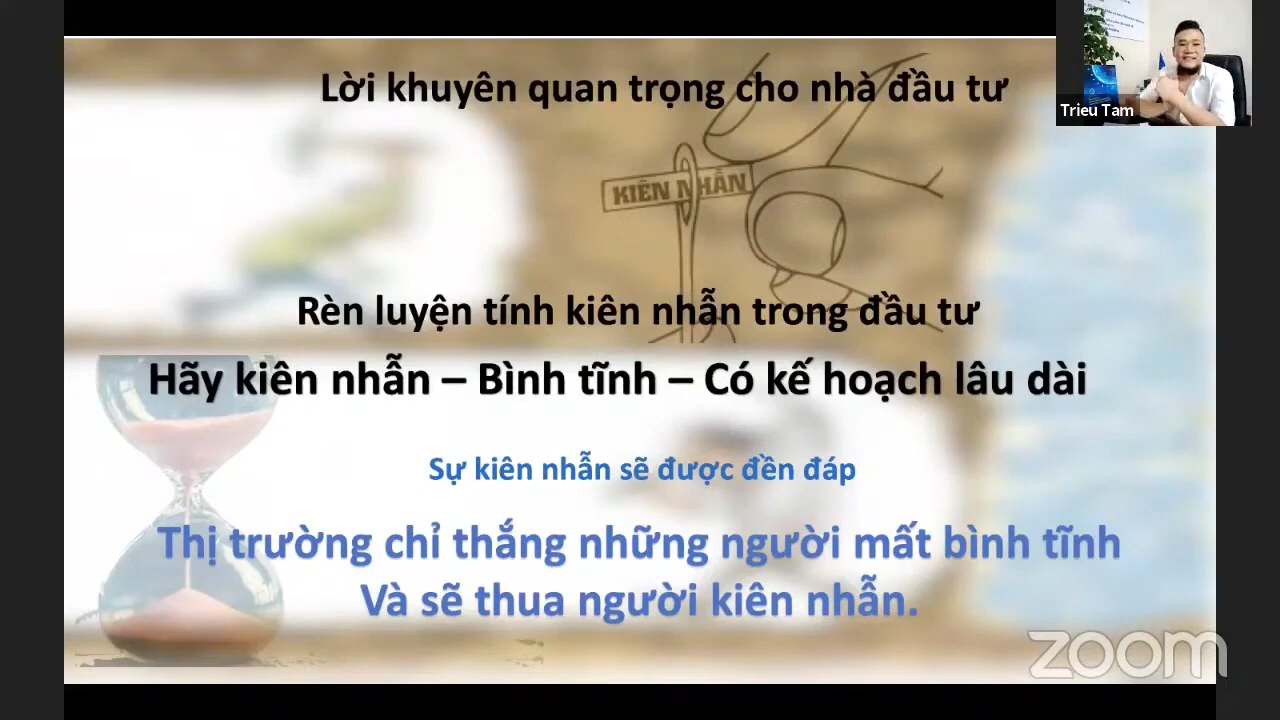 Lời khuyên quan trọng cho nhà đầu tư
Trieu Tam
KIÊN NHẪN
Rèn luyện tính kiên nhẫn trong đầu tư
Hãy kiên nhẫn – Bình tĩnh – Có kế hoạch lâu dài
Sự kiên nhẫn sẽ được đền đáp
Thị trường chỉ thắng những người mất bình tĩnh
Và sẽ thua người kiên nhẫn.
zoom